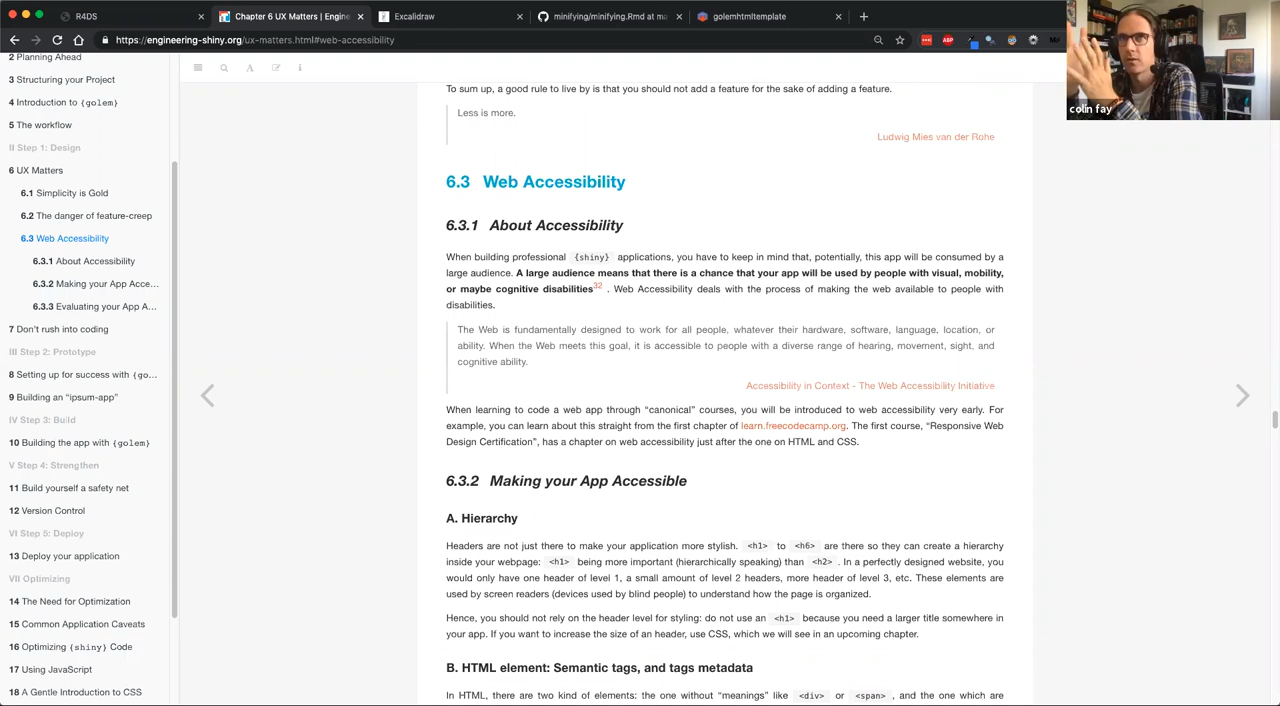 R4DS
Chapter 6 UX Matters | Engine
Excalidraw
minifying/minifying.Rmd at ma
golemhtmltemplate
https://engineering-shiny.org/ux-matters.html#web-accessibility
ABP
colin fay
2 Planning Ahead
3 Structuring your Project
4 Introduction to {golem}
5 The workflow
II Step 1: Design
6 UX Matters
6.1 Simplicity is Gold
6.2 The danger of feature-creep
6.3 Web Accessibility
6.3.1 About Accessibility
6.3.2 Making your App Acce…
6.3.3 Evaluating your App A…
7 Don't rush into coding
III Step 2: Prototype
8 Setting up for success with {go…
9 Building an “ipsum-app”
IV Step 3: Build
10 Building the app with {golem}
V Step 4: Strengthen
11 Build yourself a safety net
12 Version Control
VI Step 5: Deploy
13 Deploy your application
VII Optimizing
14 The Need for Optimization
15 Common Application Caveats
16 Optimizing {shiny} Code
17 Using JavaScript
18 A Gentle Introduction to CSS
To sum up, a good rule to live by is that you should not add a feature for the sake of adding a feature.
Less is more.
Ludwig Mies van der Rohe
6.3 Web Accessibility
6.3.1 About Accessibility
When building professional {shiny} applications, you have to keep in mind that, potentially, this app will be consumed by a
large audience. A large audience means that there is a chance that your app will be used by people with visual, mobility,
or maybe cognitive disabilities32 . Web Accessibility deals with the process of making the web available to people with
disabilities.
The Web is fundamentally designed to work for all people, whatever their hardware, software, language, location, or
ability. When the Web meets this goal, it is accessible to people with a diverse range of hearing, movement, sight, and
cognitive ability.
Accessibility in Context - The Web Accessibility Initiative
When learning to code a web app through “canonical” courses, you will be introduced to web accessibility very early. For
example, you can learn about this straight from the first chapter of learn.freecodecamp.org. The first course, “Responsive Web
Design Certification”, has a chapter on web accessibility just after the one on HTML and CSS.
6.3.2 Making your App Accessible
A. Hierarchy
Headers are not just there to make your application more stylish. <h1> to <h6> are there so they can create a hierarchy
inside your webpage: <h1> being more important (hierarchically speaking) than <h2>. In a perfectly designed website, you
would only have one header of level 1, a small amount of level 2 headers, more header of level 3, etc. These elements are
used by screen readers (devices used by blind people) to understand how the page is organized.
Hence, you should not rely on the header level for styling: do not use an <h1> because you need a larger title somewhere in
your app. If you want to increase the size of an header, use CSS, which we will see in an upcoming chapter.
B. HTML element: Semantic tags, and tags metadata
In HTML, there are two kind of elements: the one without “meanings” like <div> or <span>, and the one which are